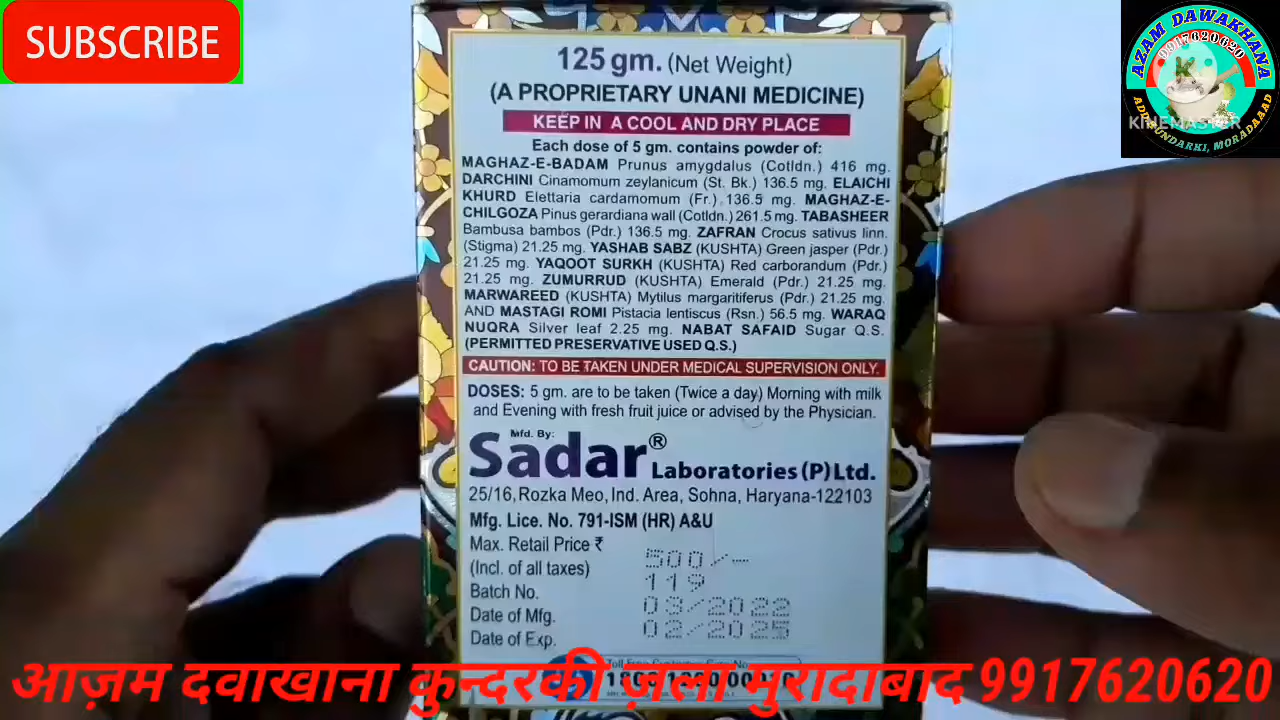 SUBSCRIBE
AZAM DAWAKHANA
9917620620
KINEMASTER
125 gm. (Net Weight)
(A PROPRIETARY UNANI MEDICINE)
KEEP IN A COOL AND DRY PLACE
Each dose of 5 gm. contains powder of:
MAGHAZ-E-BADAM Prunus amygdalus (Cotldn.) 416 mg.
DARCHINI Cinamomum zeylanicum (St. Bk.) 136.5 mg. ELAICHI
KHURD Elettaria cardamomum (Fr.) 136.5 mg. MAGHAZ-E-
CHILGOZA Pinus gerardiana wall (Cotldn.) 261.5 mg. TABASHEER
Bambusa bambos (Pdr.) 136.5 mg. ZAFRAN Crocus sativus linn.
(Stigma) 21.25 mg. YASHAB SABZ (KUSHTA) Green jasper (Pdr.)
21.25 mg. YAQOOT SURKH (KUSHTA) Red carborandum (Pdr.)
21.25 mg. ZUMURRUD (KUSHTA) Emerald (Pdr.) 21.25 mg.
MARWAREED (KUSHTA) Mytilus margaritiferus (Pdr.) 21.25 mg.
AND MASTAGI ROMI Pistacia lentiscus (Rsn.) 56.5 mg. WARAQ
NUQRA Silver leaf 2.25 mg. NABAT SAFAID Sugar Q.S.
(PERMITTED PRESERVATIVE USED Q.S.)
CAUTION: TO BE TAKEN UNDER MEDICAL SUPERVISION ONLY.
DOSES: 5 gm. are to be taken (Twice a day) Morning with milk
and Evening with fresh fruit juice or advised by the Physician.
Mfd. By:
Sadar® Laboratories (P) Ltd.
25/16, Rozka Meo, Ind. Area, Sohna, Haryana-122103
Mfg. Lice. No. 791-ISM (HR) A&U
Max. Retail Price ₹ 500/-
(Incl. of all taxes)
Batch No. 119
Date of Mfg. 03/2022
Date of Exp. 02/2025
आज़म दवाखाना कुन्दरकी ज़िला मुरादाबाद 9917620620